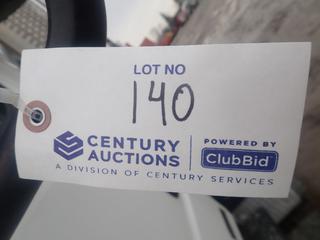 LOT NO
140
CENTURY AUCTIONS
POWERED BY
ClubBid
A DIVISION OF CENTURY SERVICES